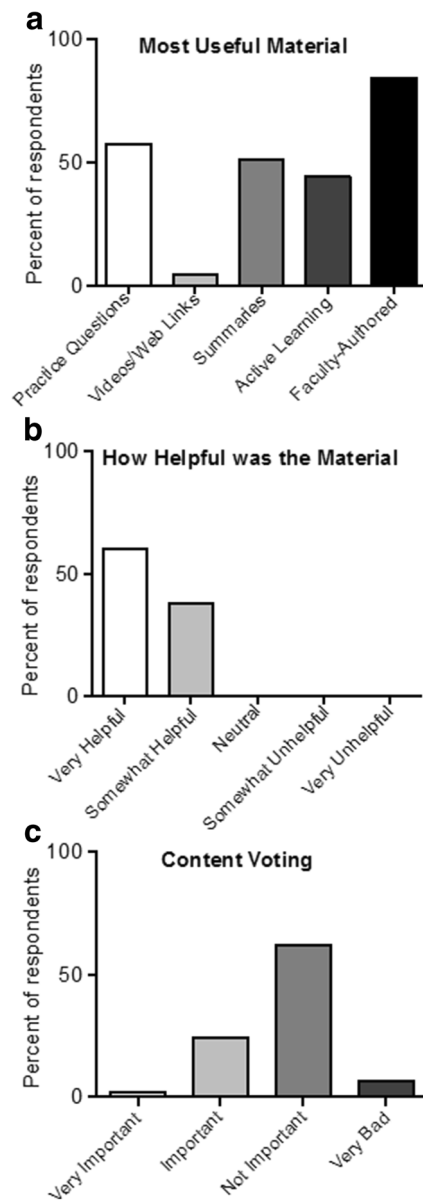 a
Most Useful Material
Percent of respondents
100
50
0
Practice Questions
Videos/Web Links
Summaries
Active Learning
Faculty-Authored
b
How Helpful was the Material
Percent of respondents
100
50
0
Very Helpful
Somewhat Helpful
Neutral
Somewhat Unhelpful
Very Unhelpful
c
Content Voting
Percent of respondents
100
50
0
Very Important
Important
Not Important
Very Bad